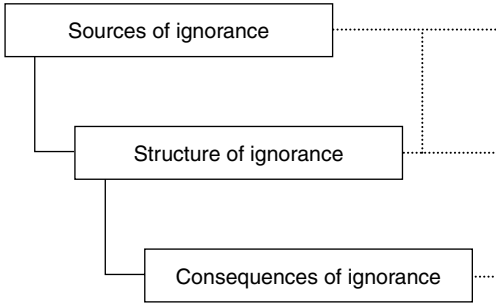 Sources of ignorance
Structure of ignorance
Consequences of ignorance